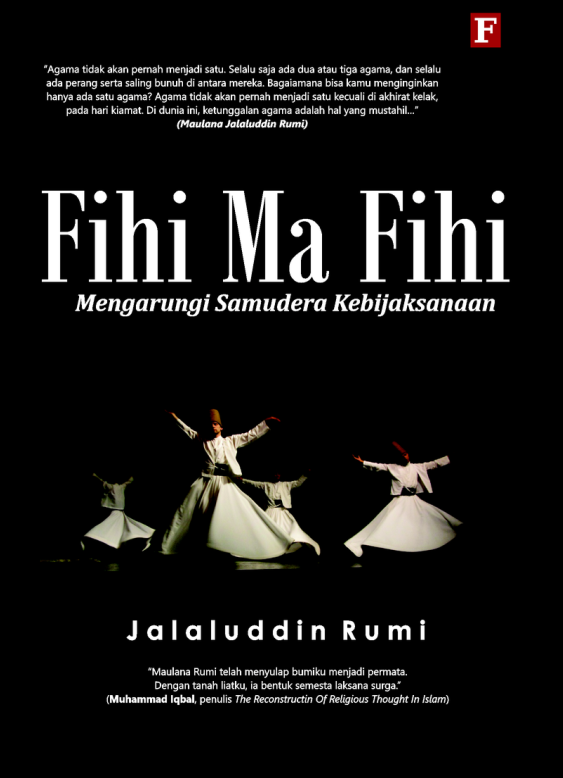 F
"Agama tidak akan pernah menjadi satu. Selalu saja ada dua atau tiga agama, dan selalu
ada perang serta saling bunuh di antara mereka. Bagaiamana bisa kamu menginginkan
hanya ada satu agama? Agama tidak akan pernah menjadi satu kecuali di akhirat kelak,
pada hari kiamat. Di dunia ini, ketunggalan agama adalah hal yang mustahil..."
(Maulana Jalaluddin Rumi)
Fihi Ma Fihi
Mengarungi Samudera Kebijaksanaan
Jalaluddin Rumi
"Maulana Rumi telah menyulap bumiku menjadi permata.
Dengan tanah liatku, ia bentuk semesta laksana surga."
(Muhammad Iqbal, penulis The Reconstructin Of Religious Thought In Islam)